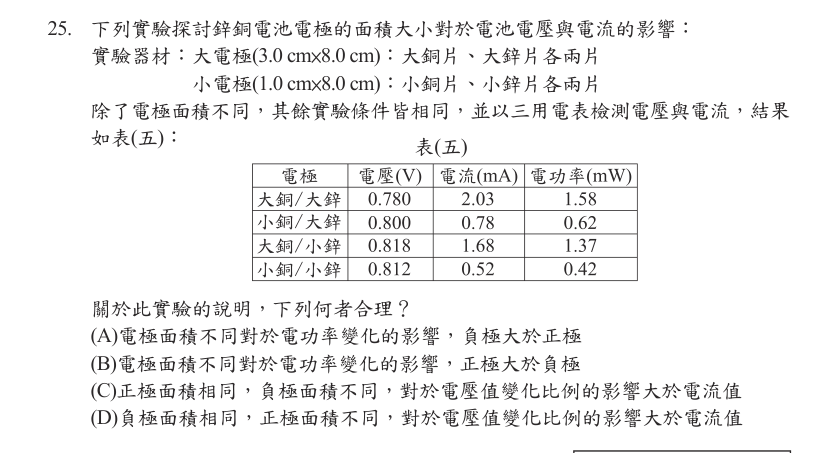 25. 下列實驗探討鋅銅電池電極的面積大小對於電池電壓與電流的影響：
實驗器材：大電極(3.0 cm×8.0 cm)：大銅片、大鋅片各兩片
小電極(1.0 cm×8.0 cm)：小銅片、小鋅片各兩片
除了電極面積不同，其餘實驗條件皆相同，並以三用電表檢測電壓與電流，結果
如表(五)：
表(五)
電極 電壓(V) 電流(mA) 電功率(mW)
大銅/大鋅 0.780 2.03 1.58
小銅/大鋅 0.800 0.78 0.62
大銅/小鋅 0.818 1.68 1.37
小銅/小鋅 0.812 0.52 0.42
關於此實驗的說明，下列何者合理？
(A)電極面積不同對於電功率變化的影響，負極大於正極
(B)電極面積不同對於電功率變化的影響，正極大於負極
(C)正極面積相同，負極面積不同，對於電壓值變化比例的影響大於電流值
(D)負極面積相同，正極面積不同，對於電壓值變化比例的影響大於電流值